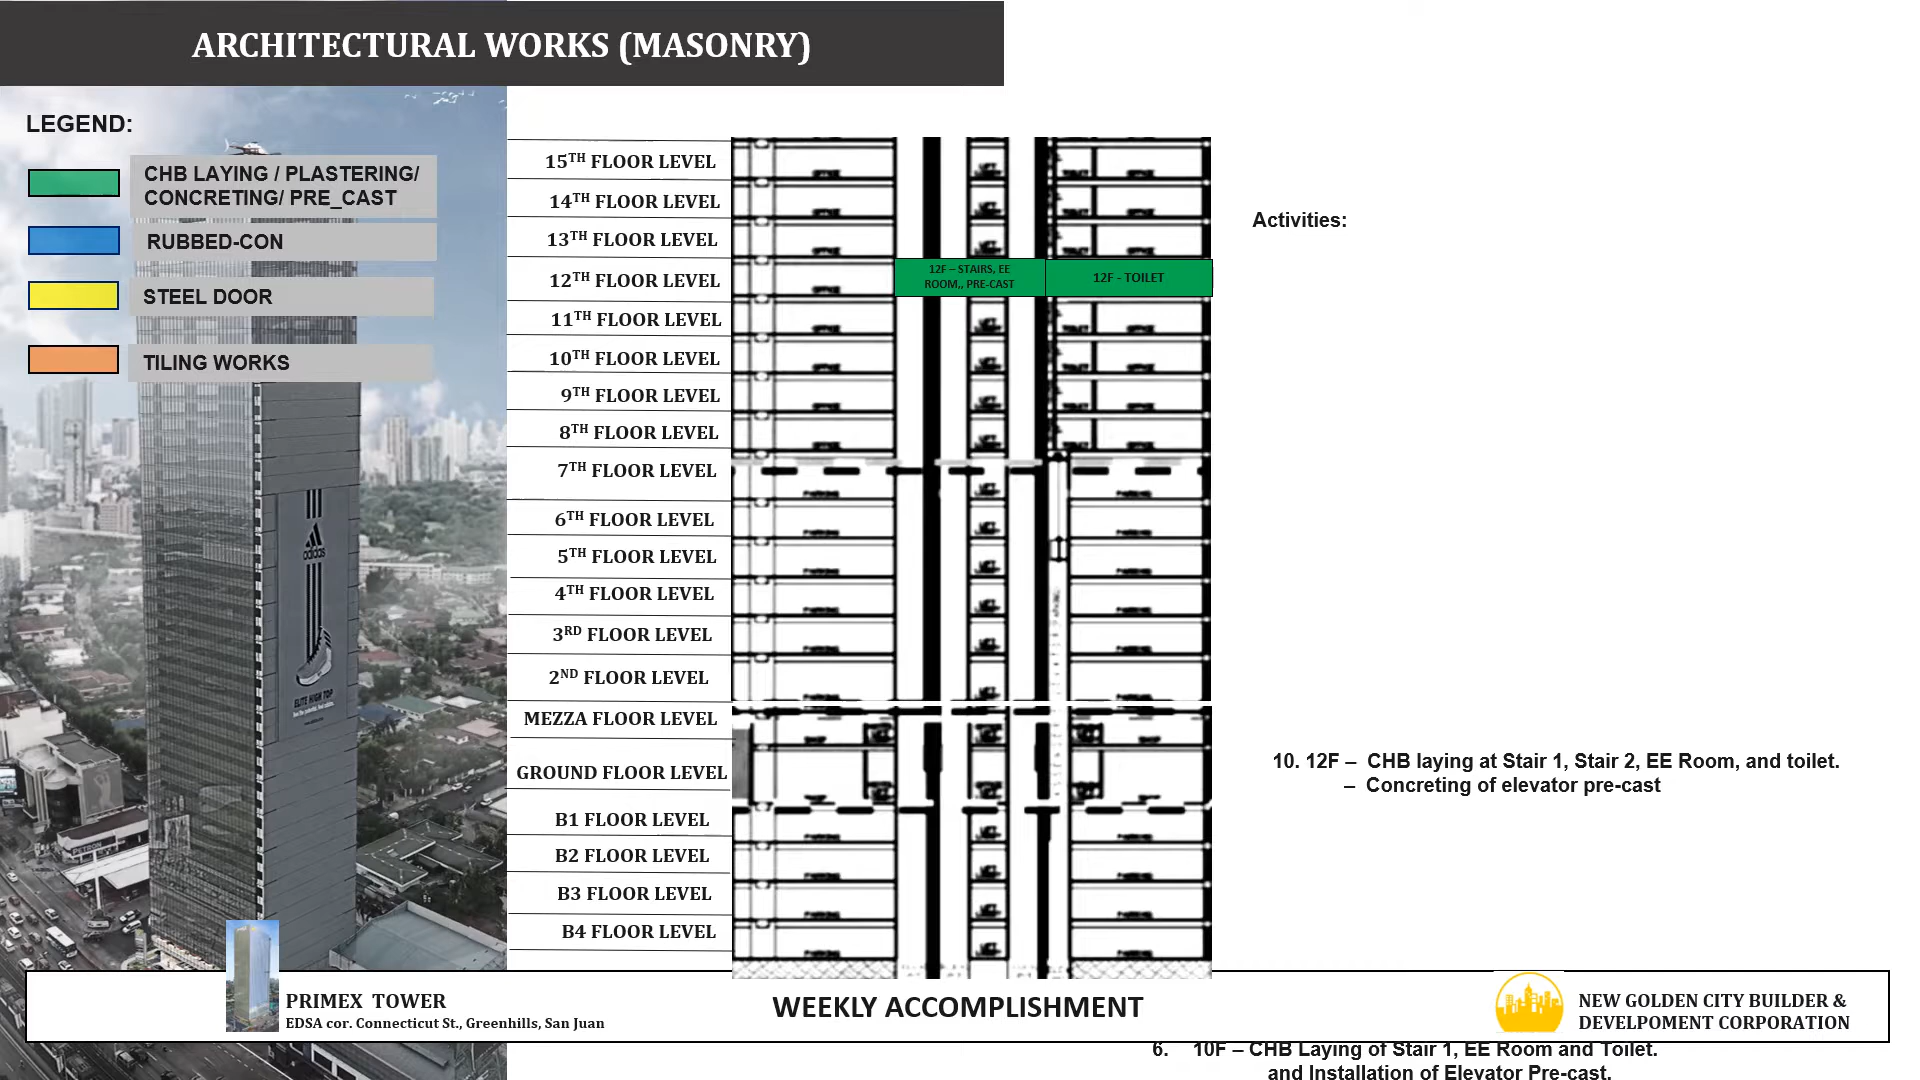 ARCHITECTURAL WORKS (MASONRY)
LEGEND:
CHB LAYING / PLASTERING/
CONCRETING/ PRE_CAST
RUBBED-CON
STEEL DOOR
TILING WORKS
adidas
ELITE HIGH TOP
15TH FLOOR LEVEL
14TH FLOOR LEVEL
13TH FLOOR LEVEL
12TH FLOOR LEVEL
11TH FLOOR LEVEL
10TH FLOOR LEVEL
9TH FLOOR LEVEL
8TH FLOOR LEVEL
7TH FLOOR LEVEL
6TH FLOOR LEVEL
5TH FLOOR LEVEL
4TH FLOOR LEVEL
3RD FLOOR LEVEL
2ND FLOOR LEVEL
MEZZA FLOOR LEVEL
GROUND FLOOR LEVEL
B1 FLOOR LEVEL
B2 FLOOR LEVEL
B3 FLOOR LEVEL
B4 FLOOR LEVEL
12F – STAIRS, EE
ROOM,, PRE-CAST
12F - TOILET
Activities:
10. 12F – CHB laying at Stair 1, Stair 2, EE Room, and toilet.
– Concreting of elevator pre-cast
PETRON
PRIMEX TOWER
EDSA cor. Connecticut St., Greenhills, San Juan
WEEKLY ACCOMPLISHMENT
NEW GOLDEN CITY BUILDER &
DEVELPOMENT CORPORATION
6. 10F – CHB Laying of Stair 1, EE Room and Toilet.
and Installation of Elevator Pre-cast.